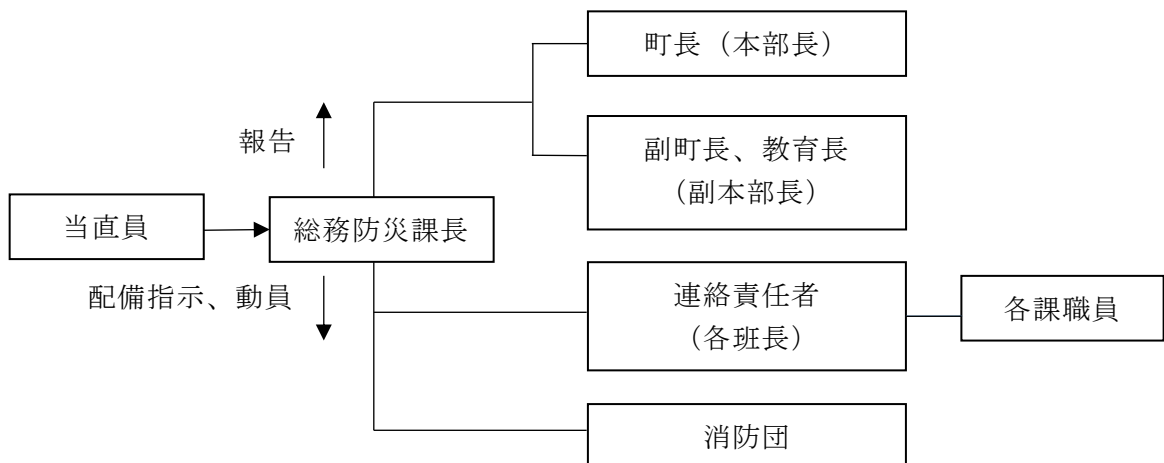 町長（本部長）
報告
副町長、教育長
（副本部長）
当直員
総務防災課長
配備指示、動員
連絡責任者
（各班長）
各課職員
消防団